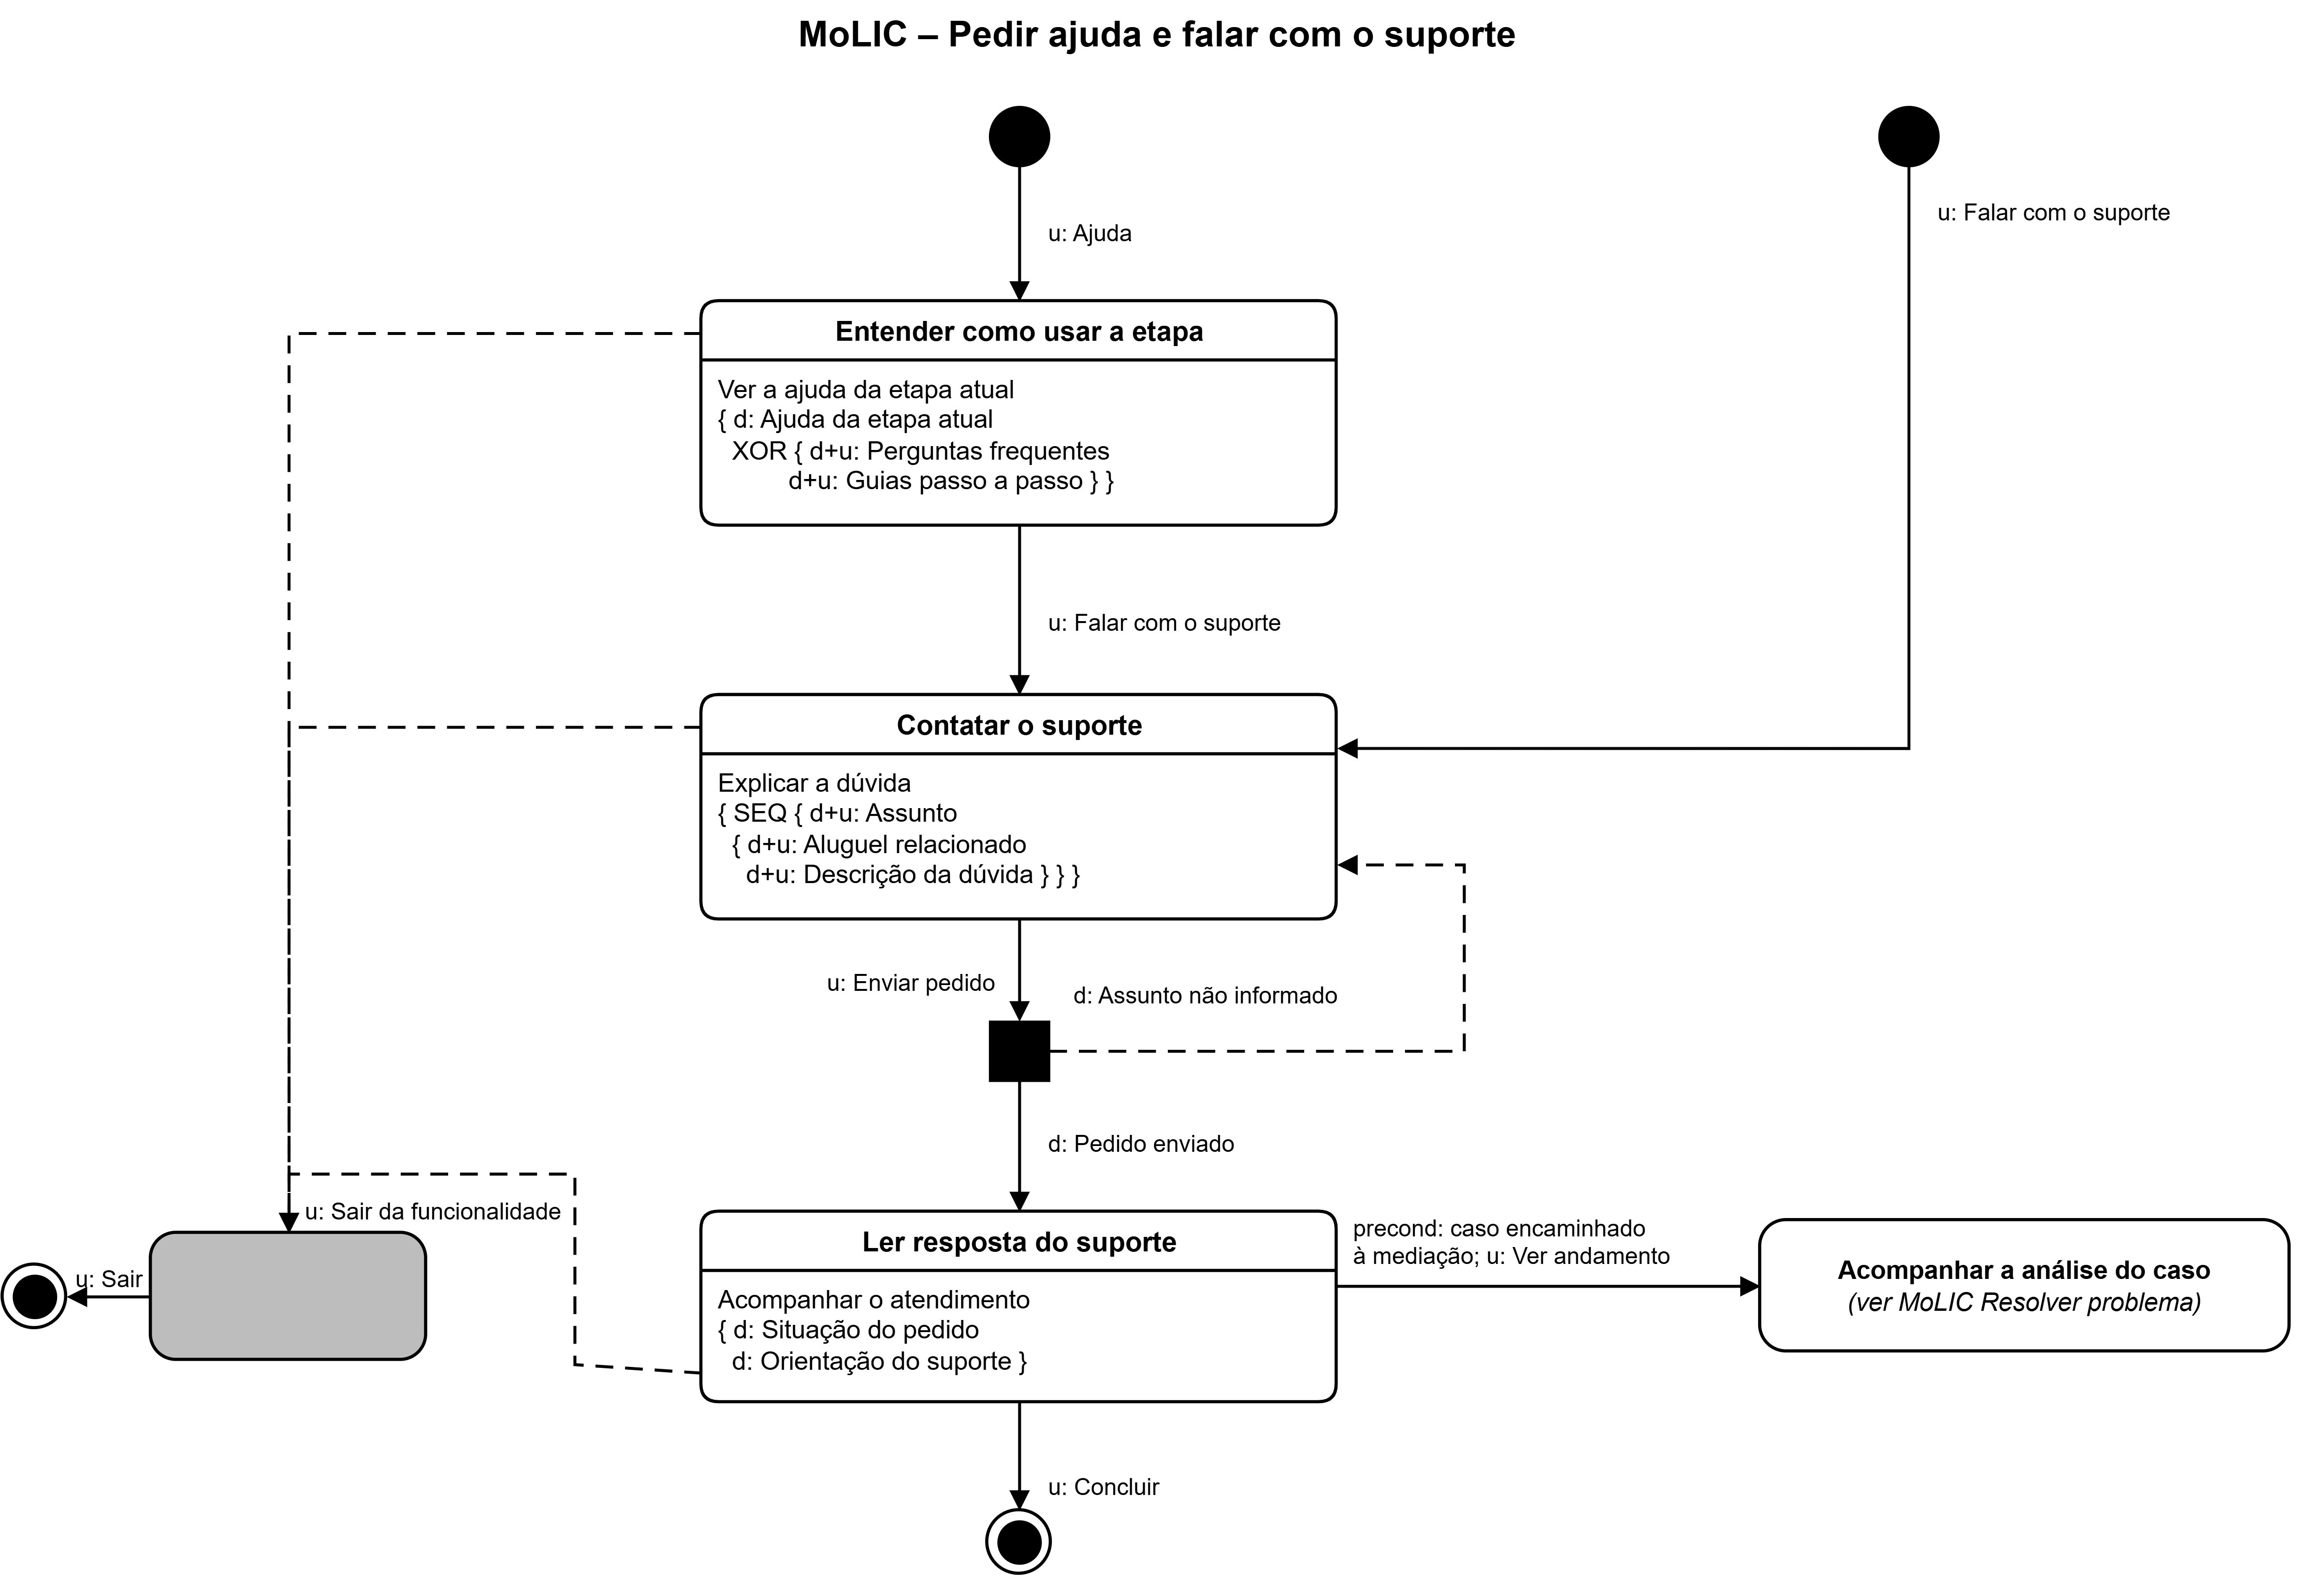 MoLIC – Pedir ajuda e falar com o suporte
u: Ajuda
u: Falar com o suporte
Entender como usar a etapa
Ver a ajuda da etapa atual
{ d: Ajuda da etapa atual
XOR { d+u: Perguntas frequentes
d+u: Guias passo a passo } }
u: Falar com o suporte
Contatar o suporte
Explicar a dúvida
{ SEQ { d+u: Assunto
{ d+u: Aluguel relacionado
d+u: Descrição da dúvida } } }
u: Enviar pedido
d: Assunto não informado
d: Pedido enviado
u: Sair da funcionalidade
u: Sair
Ler resposta do suporte
Acompanhar o atendimento
{ d: Situação do pedido
d: Orientação do suporte }
precond: caso encaminhado
à mediação; u: Ver andamento
Acompanhar a análise do caso
(ver MoLIC Resolver problema)
u: Concluir